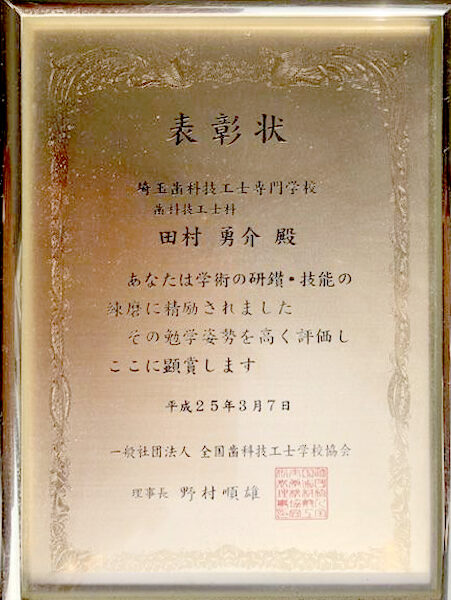 表彰状
埼玉歯科技工士専門学校
歯科技工士科
田村 勇介 殿
あなたは学術の研鑽・技能の
練磨に精励されました
その勉学姿勢を高く評価し
ここに顕賞します
平成25年3月7日
一般社団法人 全国歯科技工士学校協会
理事長 野村順雄